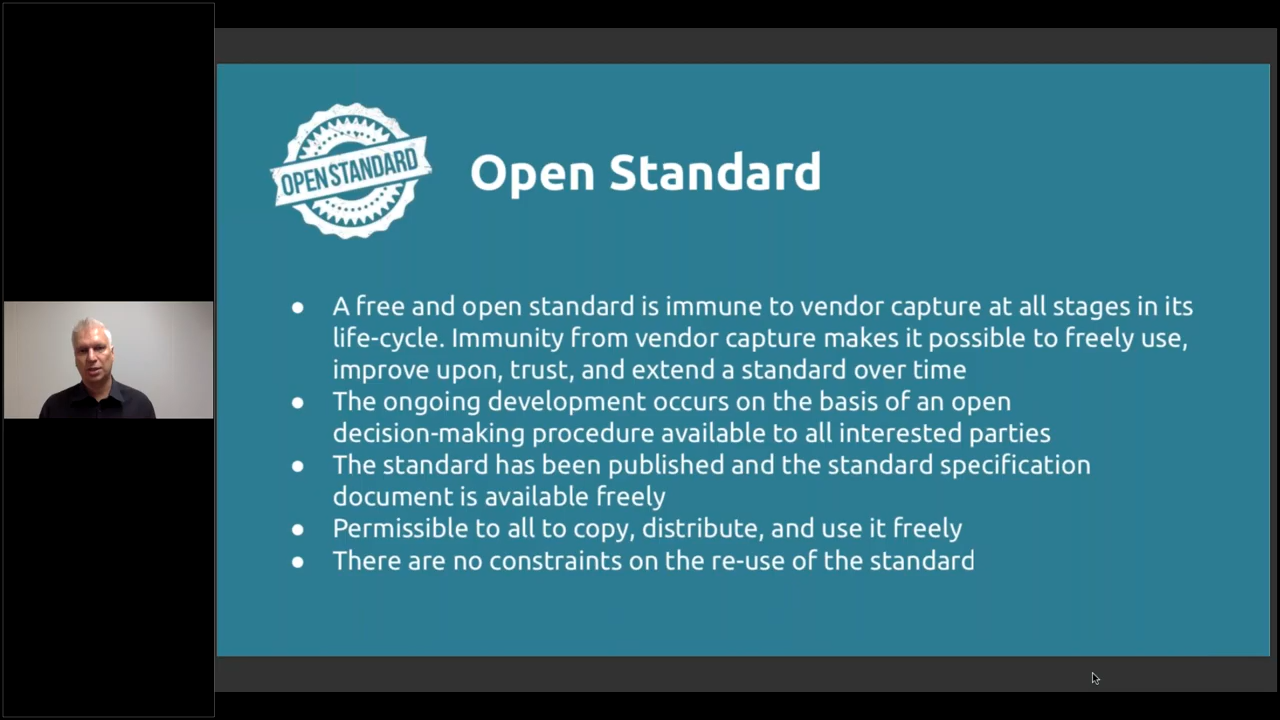 OPEN STANDARD
Open Standard
● A free and open standard is immune to vendor capture at all stages in its
life-cycle. Immunity from vendor capture makes it possible to freely use,
improve upon, trust, and extend a standard over time
● The ongoing development occurs on the basis of an open
decision-making procedure available to all interested parties
● The standard has been published and the standard specification
document is available freely
● Permissible to all to copy, distribute, and use it freely
● There are no constraints on the re-use of the standard